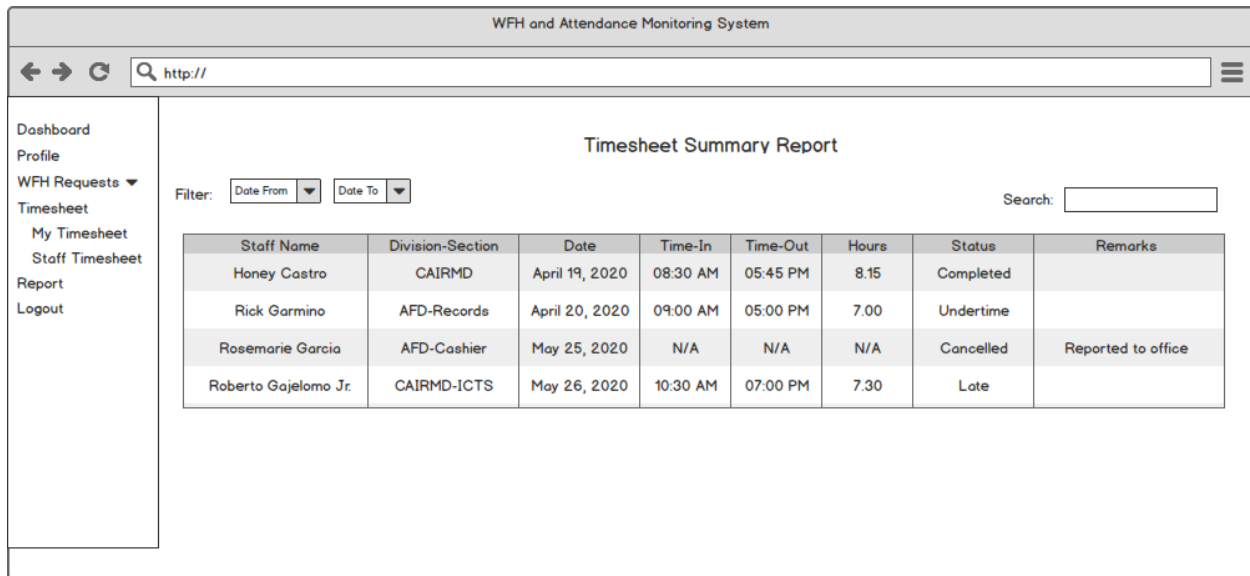 WFH and Attendance Monitoring System
http://
Dashboard
Profile
WFH Requests
Timesheet
My Timesheet
Staff Timesheet
Report
Logout
Timesheet Summary Report
Filter: Date From Date To Search:
Staff Name Division-Section Date Time-In Time-Out Hours Status Remarks
Honey Castro CAIRMD April 19, 2020 08:30 AM 05:45 PM 8.15 Completed
Rick Garmino AFD-Records April 20, 2020 09:00 AM 05:00 PM 7.00 Undertime
Rosemarie Garcia AFD-Cashier May 25, 2020 N/A N/A N/A Cancelled Reported to office
Roberto Gajelomo Jr. CAIRMD-ICTS May 26, 2020 10:30 AM 07:00 PM 7.30 Late